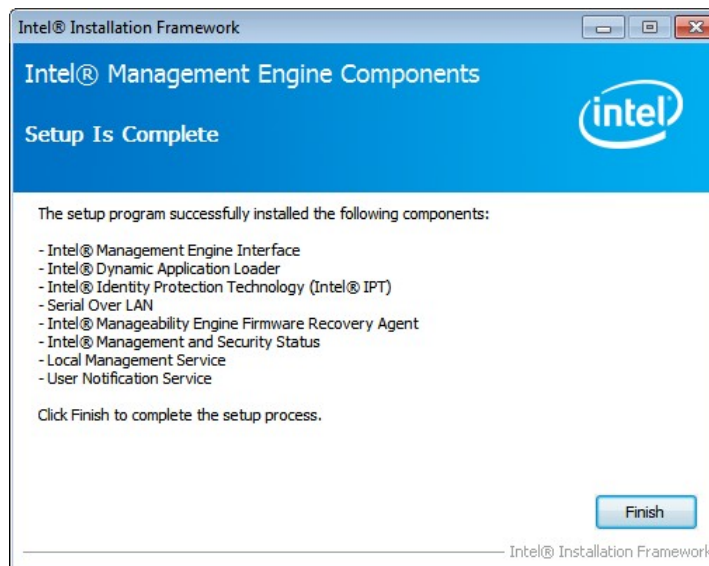 Intel® Installation Framework
Intel® Management Engine Components
intel
Setup Is Complete
The setup program successfully installed the following components:
- Intel® Management Engine Interface
- Intel® Dynamic Application Loader
- Intel® Identity Protection Technology (Intel® IPT)
- Serial Over LAN
- Intel® Manageability Engine Firmware Recovery Agent
- Intel® Management and Security Status
- Local Management Service
- User Notification Service
Click Finish to complete the setup process.
Finish
Intel® Installation Framework